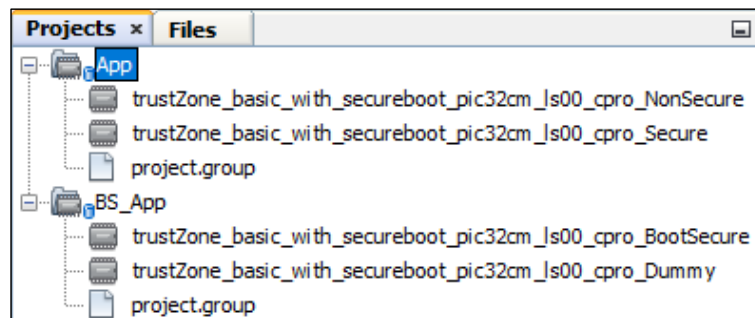 Projects × Files
App
trustZone_basic_with_secureboot_pic32cm_ls00_cpro_NonSecure
trustZone_basic_with_secureboot_pic32cm_ls00_cpro_Secure
project.group
BS_App
trustZone_basic_with_secureboot_pic32cm_ls00_cpro_BootSecure
trustZone_basic_with_secureboot_pic32cm_ls00_cpro_Dummy
project.group